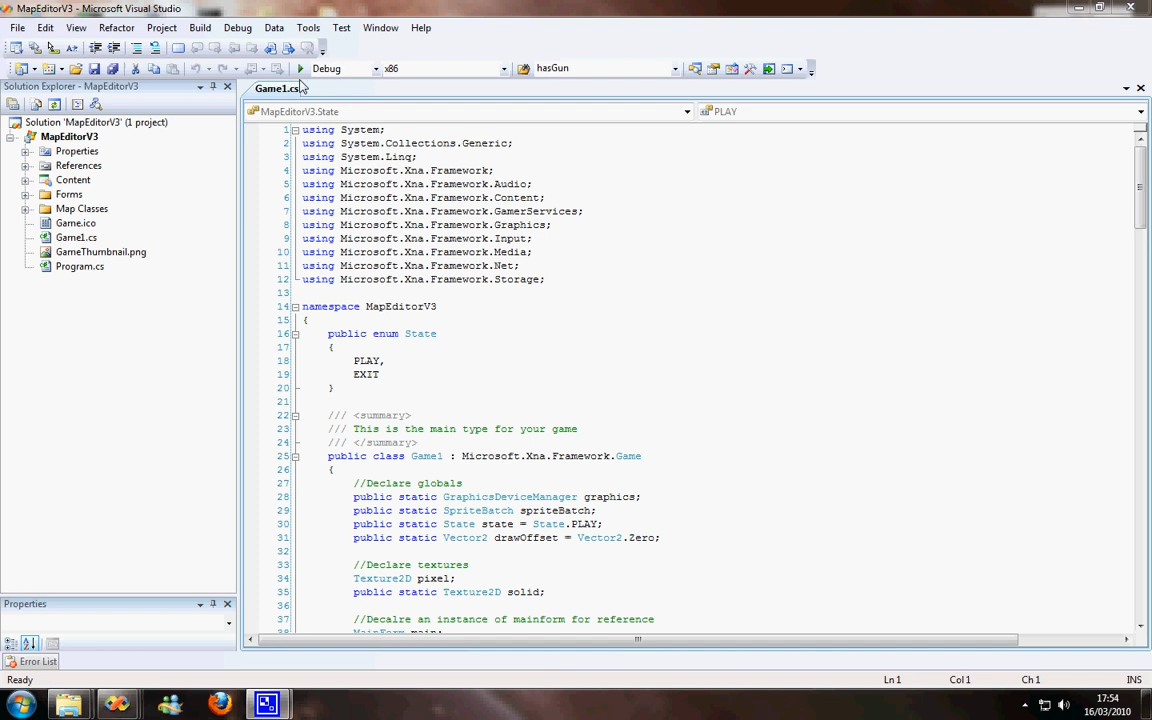 MapEditorV3 - Microsoft Visual Studio
File Edit View Refactor Project Build Debug Data Tools Test Window Help
Debug x86 hasGun
Solution Explorer - MapEditorV3
Solution 'MapEditorV3' (1 project)
MapEditorV3
Properties
References
Content
Forms
Map Classes
Game.ico
Game1.cs
GameThumbnail.png
Program.cs
Properties
Error List
Game1.cs
MapEditorV3.State PLAY
1 using System;
2 using System.Collections.Generic;
3 using System.Linq;
4 using Microsoft.Xna.Framework;
5 using Microsoft.Xna.Framework.Audio;
6 using Microsoft.Xna.Framework.Content;
7 using Microsoft.Xna.Framework.GamerServices;
8 using Microsoft.Xna.Framework.Graphics;
9 using Microsoft.Xna.Framework.Input;
10 using Microsoft.Xna.Framework.Media;
11 using Microsoft.Xna.Framework.Net;
12 using Microsoft.Xna.Framework.Storage;
13
14 namespace MapEditorV3
15 {
16 public enum State
17 {
18 PLAY,
19 EXIT
20 }
21
22 /// <summary>
23 /// This is the main type for your game
24 /// </summary>
25 public class Game1 : Microsoft.Xna.Framework.Game
26 {
27 //Declare globals
28 public static GraphicsDeviceManager graphics;
29 public static SpriteBatch spriteBatch;
30 public static State state = State.PLAY;
31 public static Vector2 drawOffset = Vector2.Zero;
32
33 //Declare textures
34 Texture2D pixel;
35 public static Texture2D solid;
36
37 //Decalre an instance of mainform for reference
38 MainForm main;
Ready Ln 1 Col 1 Ch 1 INS
17:54
16/03/2010